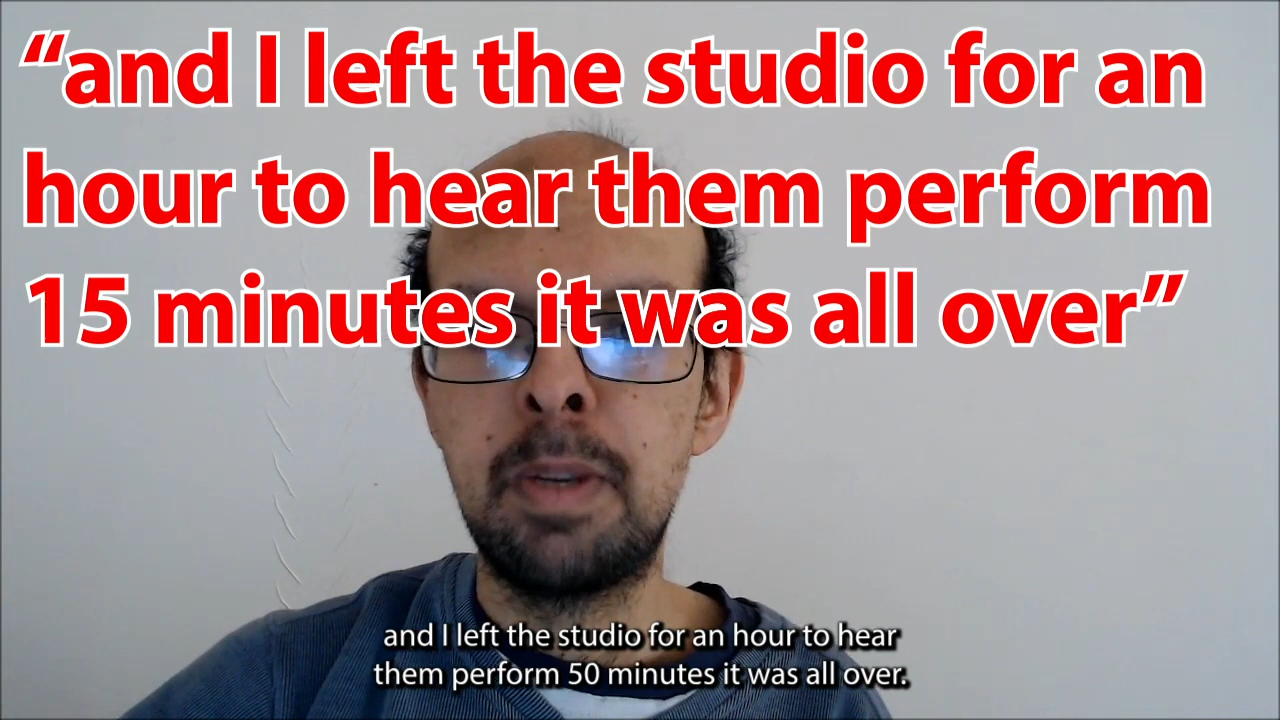 “and I left the studio for an
hour to hear them perform
15 minutes it was all over”
and I left the studio for an hour to hear
them perform 50 minutes it was all over.